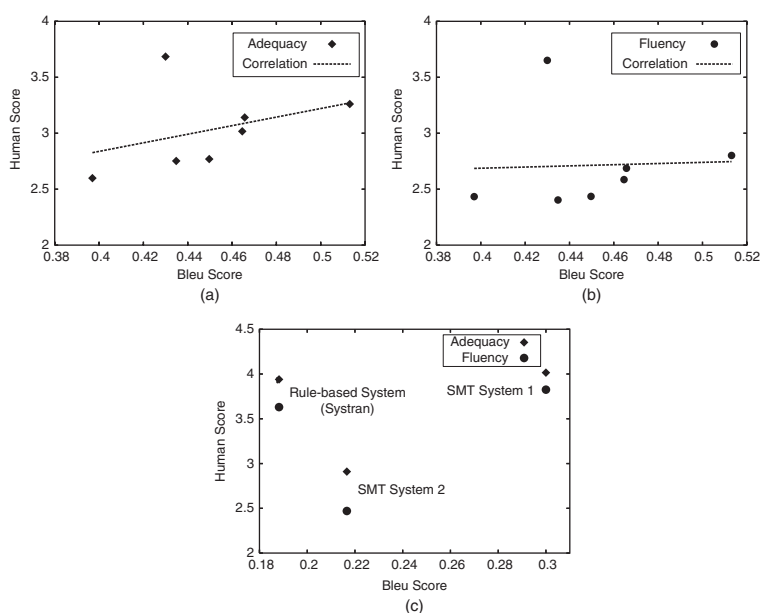 4
3.5
3
2.5
2
Human Score
Adequacy
Correlation
0.38 0.4 0.42 0.44 0.46 0.48 0.5 0.52
Bleu Score
(a)
4
3.5
3
2.5
2
Human Score
Fluency
Correlation
0.38 0.4 0.42 0.44 0.46 0.48 0.5 0.52
Bleu Score
(b)
4.5
4
3.5
3
2.5
2
Human Score
Adequacy
Fluency
Rule-based System
(Systran)
SMT System 1
SMT System 2
0.18 0.2 0.22 0.24 0.26 0.28 0.3
Bleu Score
(c)